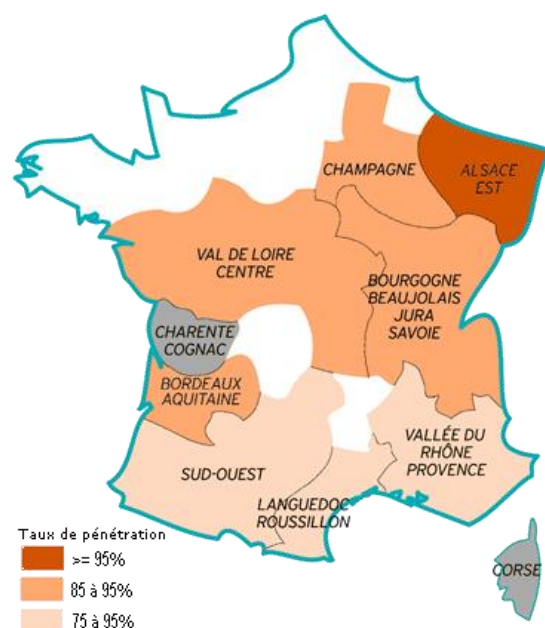 CHAMPAGNE
ALSACE
EST
VAL DE LOIRE
CENTRE
BOURGOGNE
BEAUJOLAIS
JURA
SAVOIE
CHARENTE
COGNAC
BORDEAUX
AQUITAINE
VALLÉE DU
RHÔNE
PROVENCE
SUD-OUEST
LANGUEDOC
ROUSSILLON
CORSE
Taux de pénétration
>= 95%
85 à 95%
75 à 95%